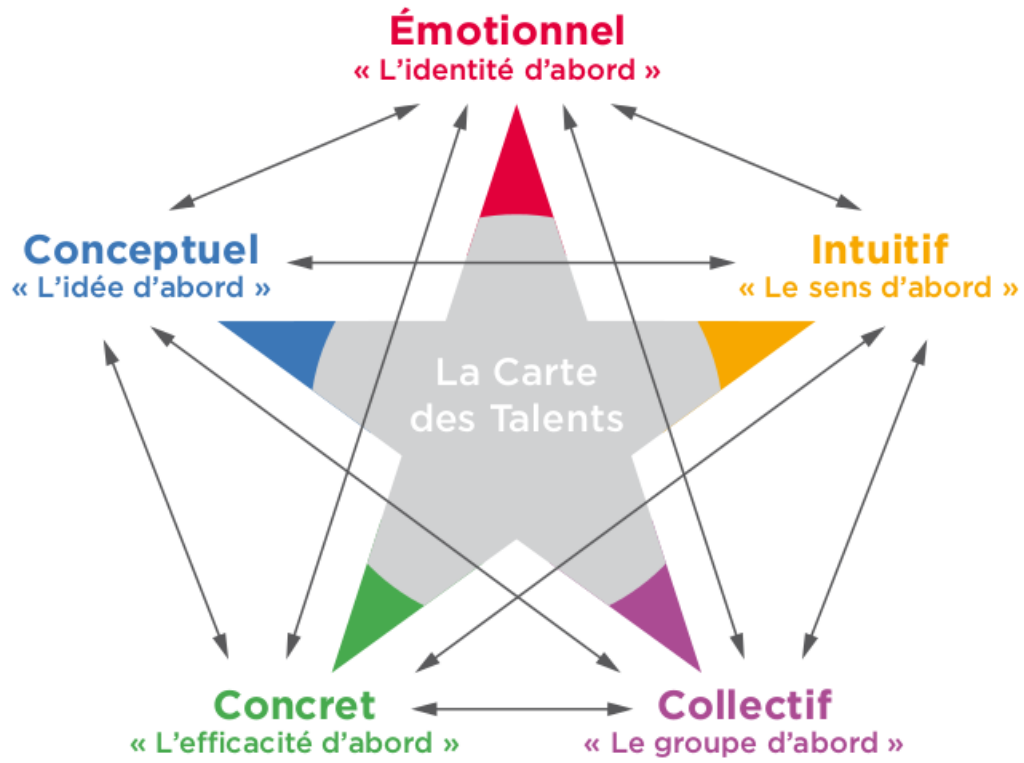 Émotionnel
« L'identité d'abord »
Conceptuel
« L'idée d'abord »
Intuitif
« Le sens d'abord »
La Carte
des Talents
Concret
« L'efficacité d'abord »
Collectif
« Le groupe d'abord »